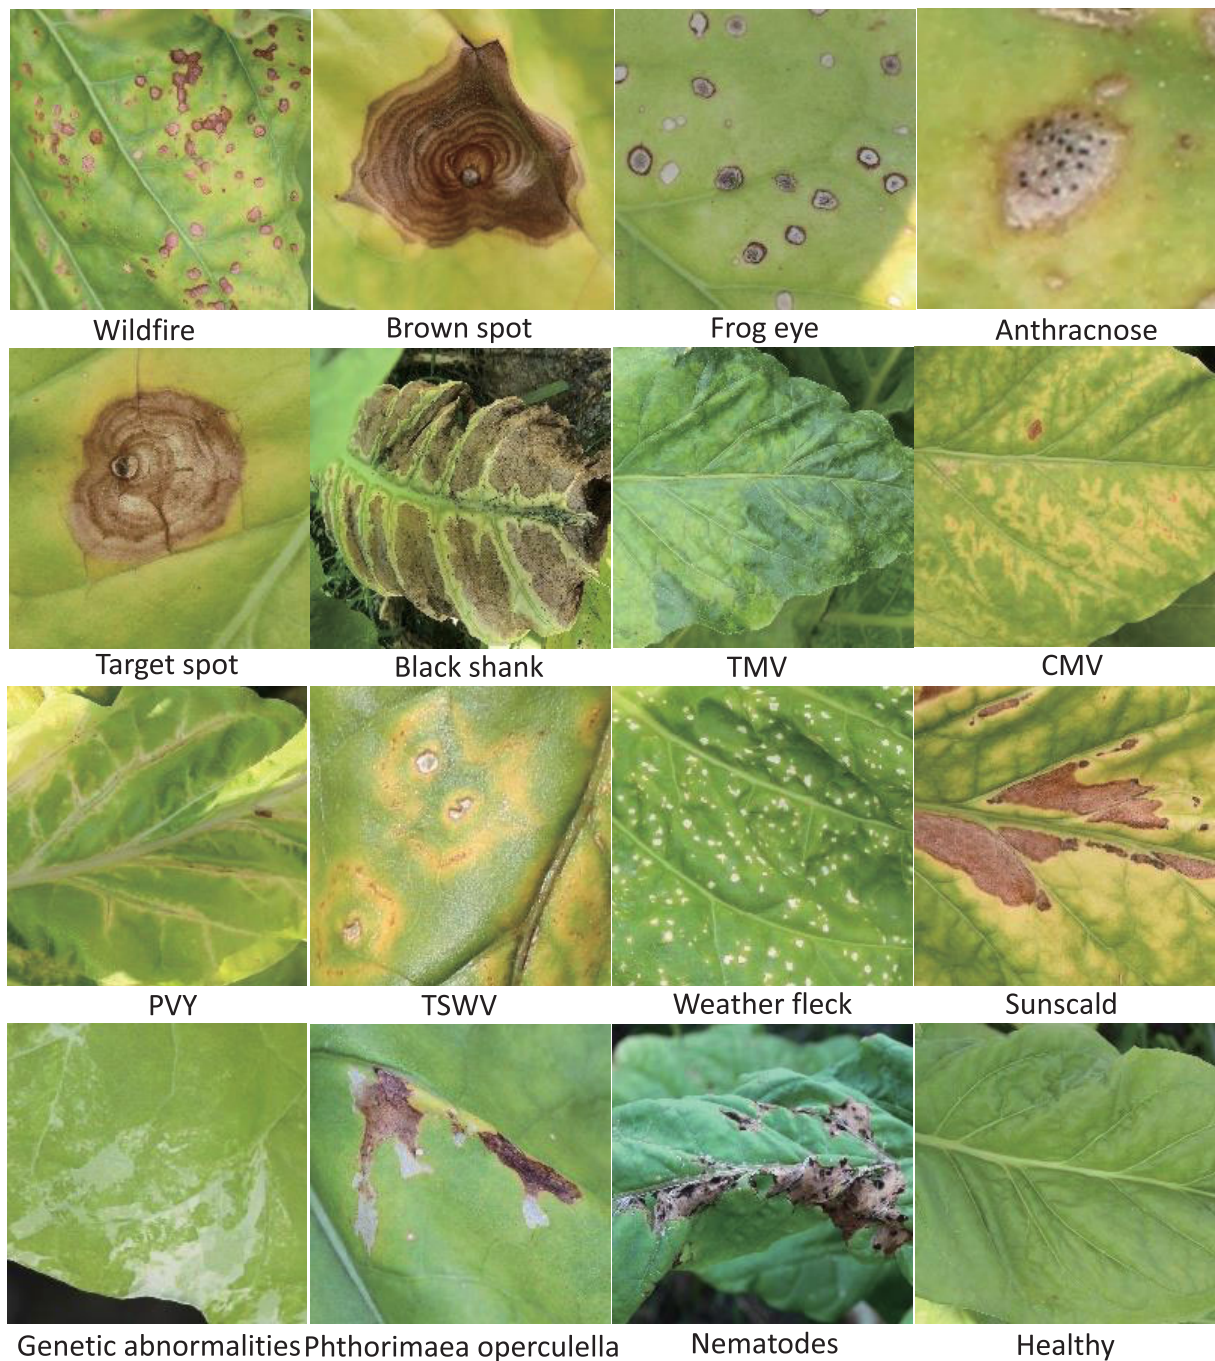 Wildfire
Brown spot
Frog eye
Anthracnose
Target spot
Black shank
TMV
CMV
PVY
TSWV
Weather fleck
Sunscald
Genetic abnormalities
Phthorimaea operculella
Nematodes
Healthy